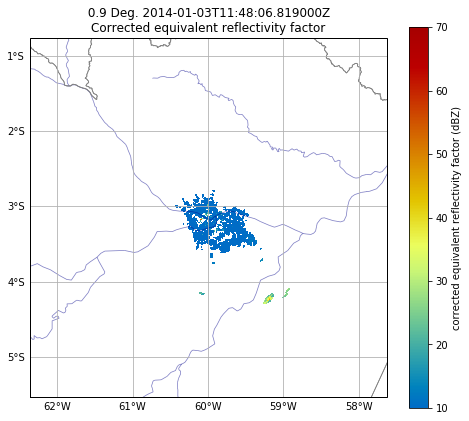 0.9 Deg. 2014-01-03T11:48:06.819000Z
Corrected equivalent reflectivity factor
1°S
2°S
3°S
4°S
5°S
62°W 61°W 60°W 59°W 58°W
70
60
50
40
30
20
10
corrected equivalent reflectivity factor (dBZ)